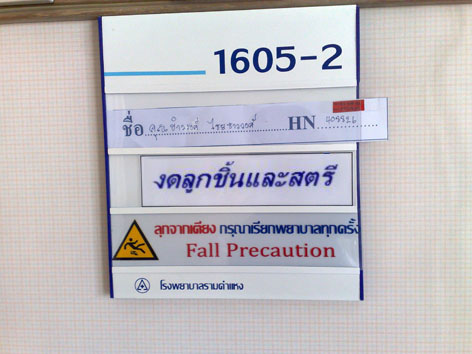 1605-2
ชื่อ คุณ HN
งดลูกชิ้นและสตรี
ลุกจากเตียง กรุณาเรียกพยาบาลทุกครั้ง
Fall Precaution
โรงพยาบาลรามคำแหง